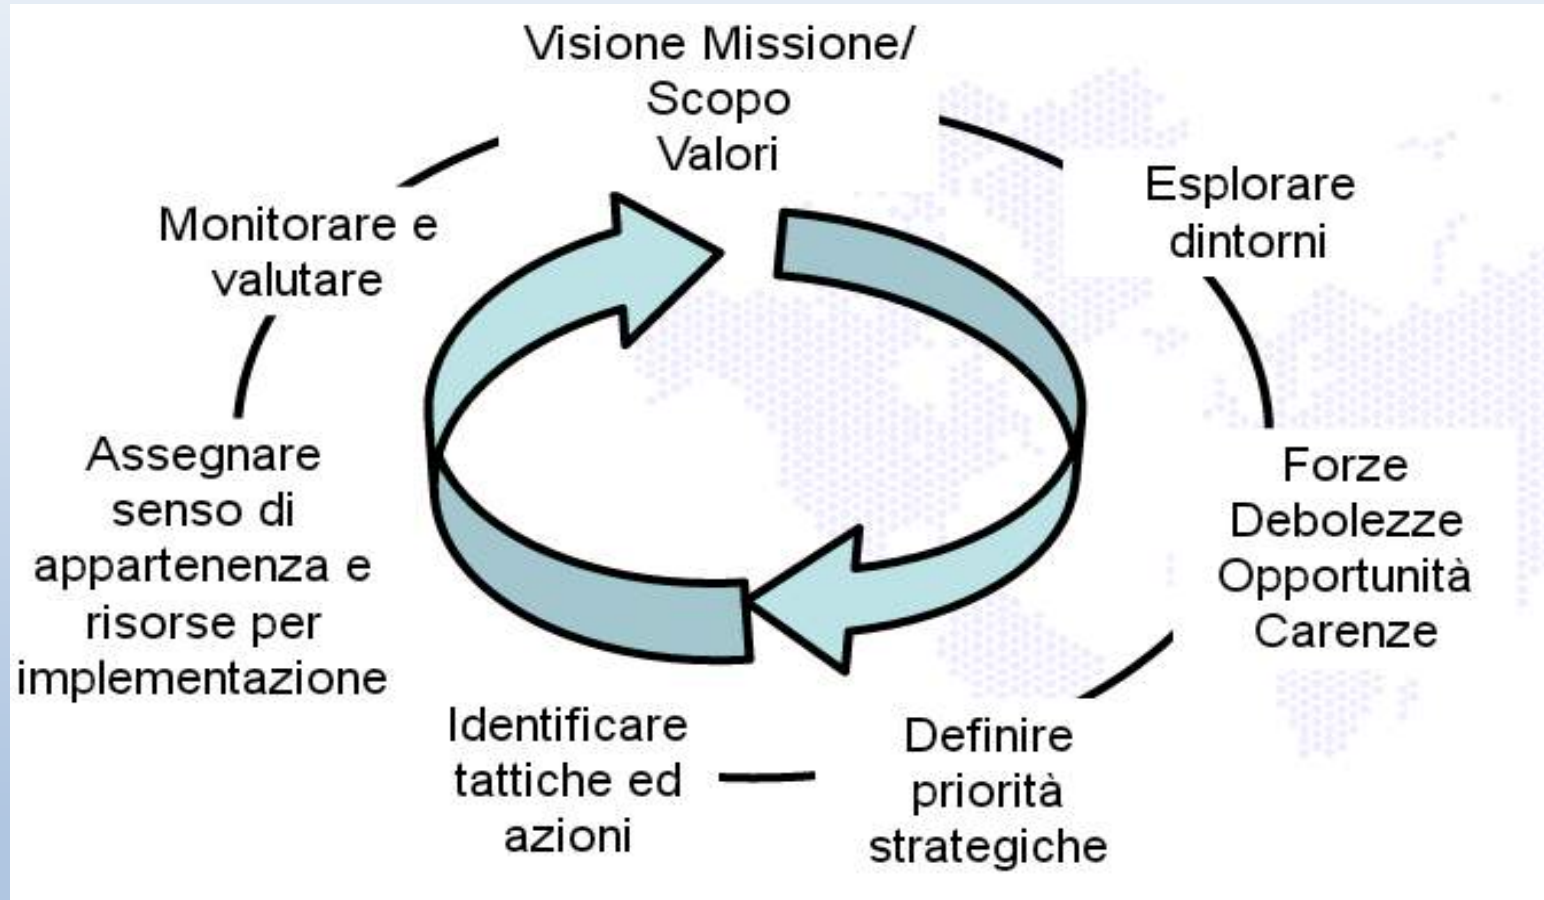 Visione Missione/
Scopo
Valori
Esplorare
dintorni
Forze
Debolezze
Opportunità
Carenze
Definire
priorità
strategiche
Identificare
tattiche ed
azioni
Assegnare
senso di
appartenenza e
risorse per
implementazione
Monitorare e
valutare